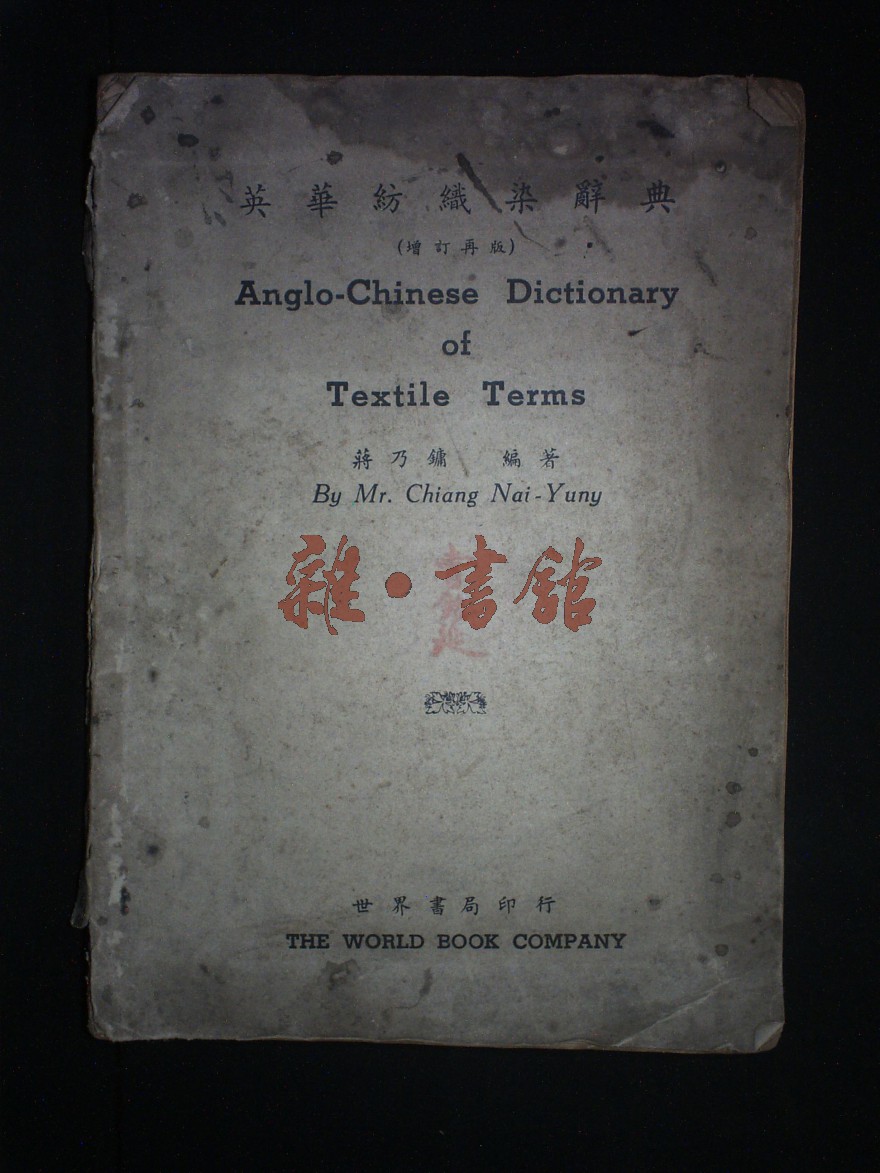 英華紡織染辭典
(增訂再版)
Anglo-Chinese Dictionary
of
Textile Terms
蔣乃鏞 編著
By Mr. Chiang Nai-Yuny
雜·書館
世界書局印行
THE WORLD BOOK COMPANY